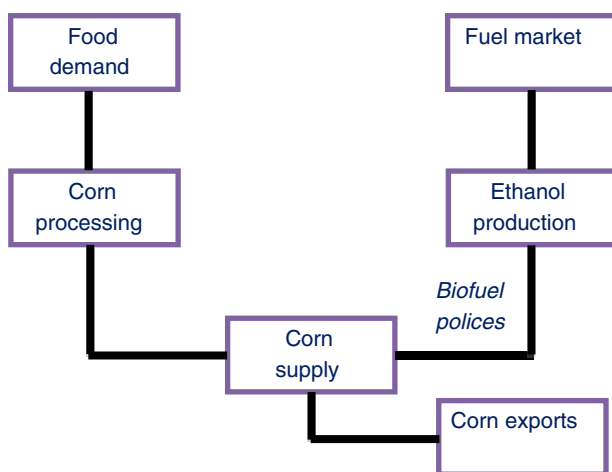 Food
demand
Fuel market
Corn
processing
Ethanol
production
Biofuel
polices
Corn
supply
Corn exports